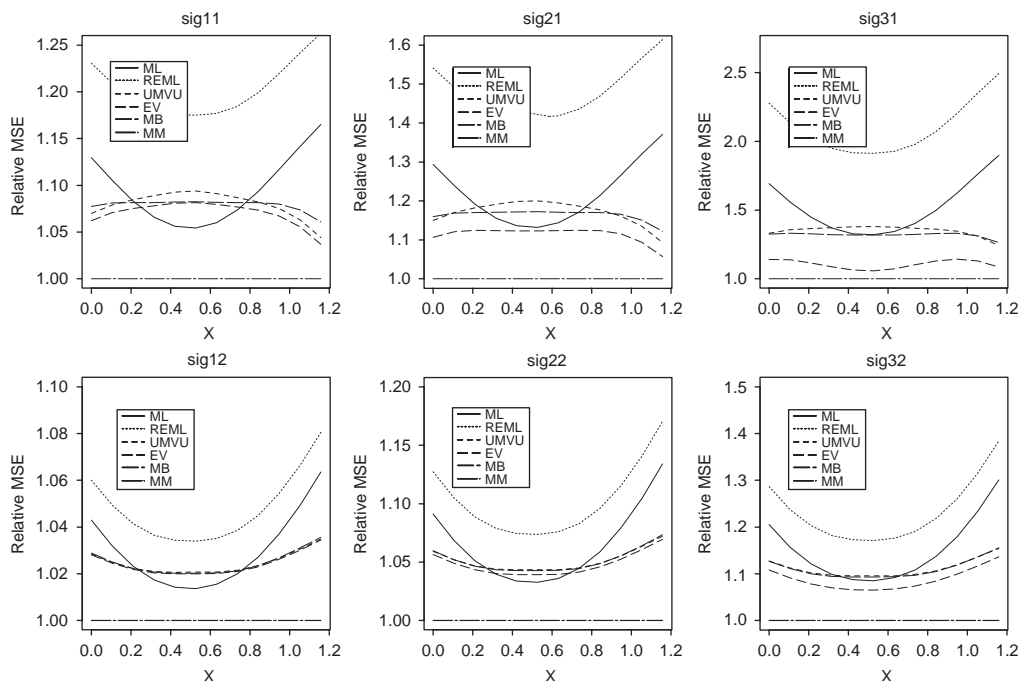 sig11
Relative MSE
1.25
1.20
1.15
1.10
1.05
1.00
ML
REML
UMVU
EV
MB
MM
0.0 0.2 0.4 0.6 0.8 1.0 1.2
X
sig21
Relative MSE
1.6
1.5
1.4
1.3
1.2
1.1
1.0
ML
REML
UMVU
EV
MB
MM
0.0 0.2 0.4 0.6 0.8 1.0 1.2
X
sig31
Relative MSE
2.5
2.0
1.5
1.0
ML
REML
UMVU
EV
MB
MM
0.0 0.2 0.4 0.6 0.8 1.0 1.2
X
sig12
Relative MSE
1.10
1.08
1.06
1.04
1.02
1.00
ML
REML
UMVU
EV
MB
MM
0.0 0.2 0.4 0.6 0.8 1.0 1.2
X
sig22
Relative MSE
1.20
1.15
1.10
1.05
1.00
ML
REML
UMVU
EV
MB
MM
0.0 0.2 0.4 0.6 0.8 1.0 1.2
X
sig32
Relative MSE
1.5
1.4
1.3
1.2
1.1
1.0
ML
REML
UMVU
EV
MB
MM
0.0 0.2 0.4 0.6 0.8 1.0 1.2
X